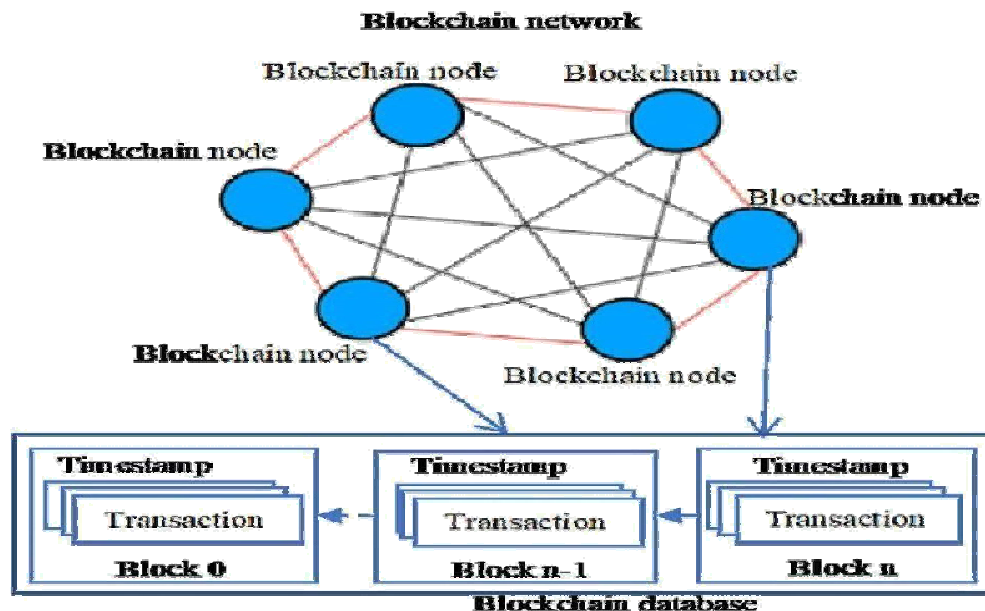 Blockchain network
Blockchain node
Blockchain node
Blockchain node
Blockchain node
Blockchain node
Blockchain node
Timestamp
Transaction
Block 0
Timestamp
Transaction
Block n-1
Timestamp
Transaction
Block n
Blockchain database